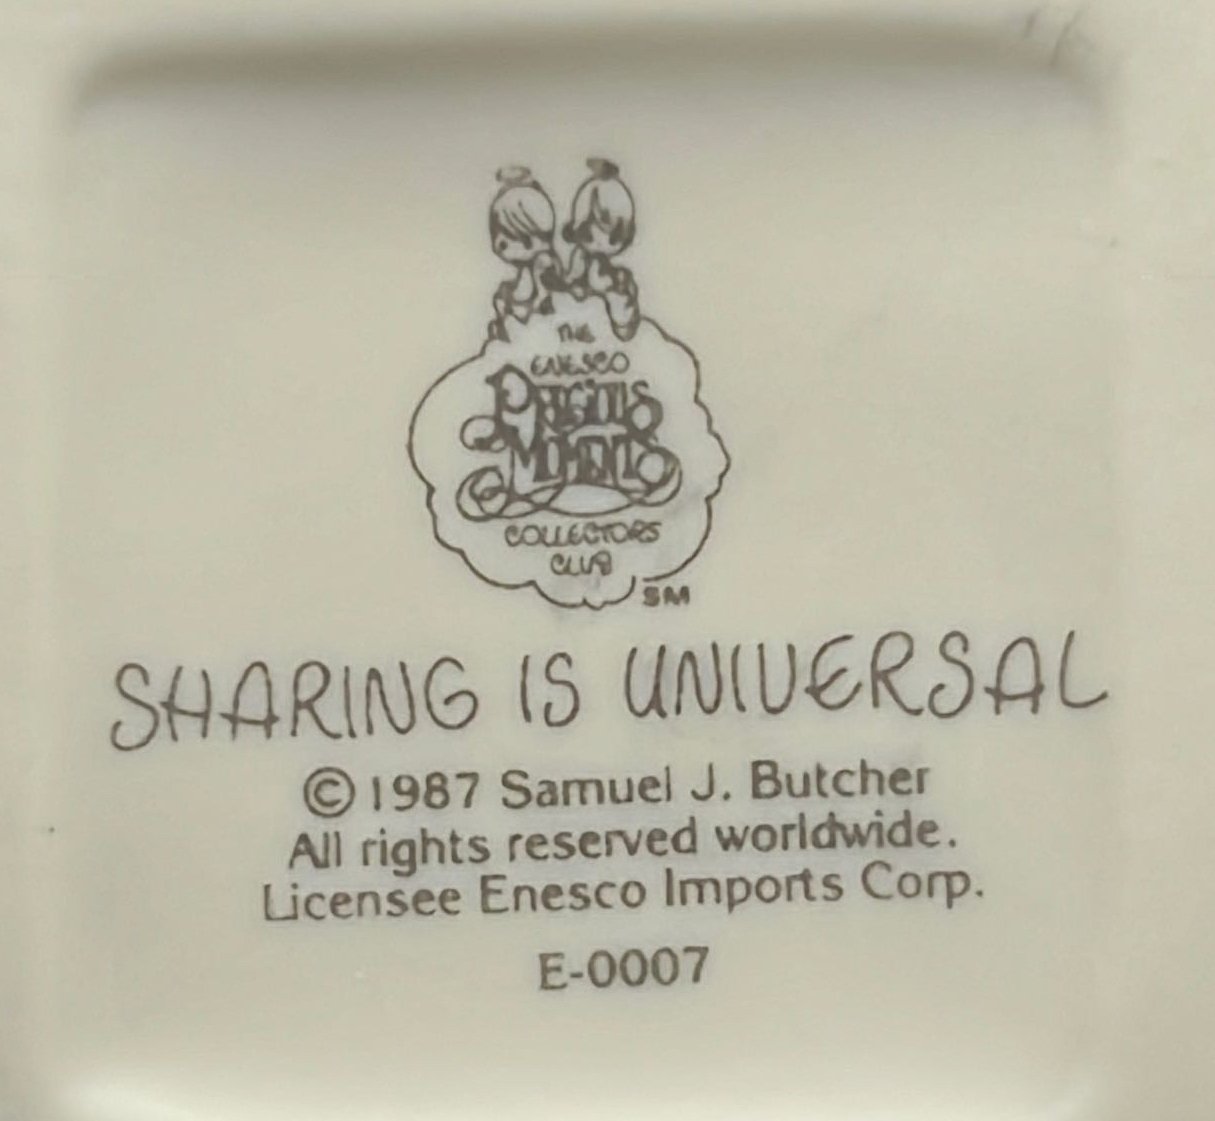 THE
ENESCO
PRECIOUS
MOMENTS
COLLECTORS
CLUB
SM
SHARING IS UNIVERSAL
© 1987 Samuel J. Butcher
All rights reserved worldwide.
Licensee Enesco Imports Corp.
E-0007